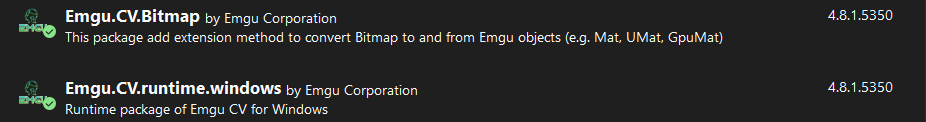 Emgu.CV.Bitmap by Emgu Corporation 4.8.1.5350
EMGU
This package add extension method to convert Bitmap to and from Emgu objects (e.g. Mat, UMat, GpuMat)
Emgu.CV.runtime.windows by Emgu Corporation 4.8.1.5350
EMGU
Runtime package of Emgu CV for Windows